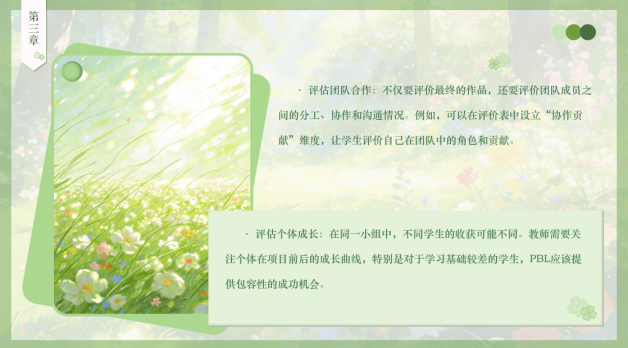 第三章
· 评估团队合作：不仅要评价最终的作品，还要评价团队成员之
间的分工、协作和沟通情况。例如，可以在评价表中设立“协作贡
献”维度，让学生评价自己在团队中的角色和贡献。
· 评估个体成长：在同一小组中，不同学生的收获可能不同。教师需要关
注个体在项目前后的成长曲线，特别是对于学习基础较差的学生，PBL应该提
供包容性的成功机会。